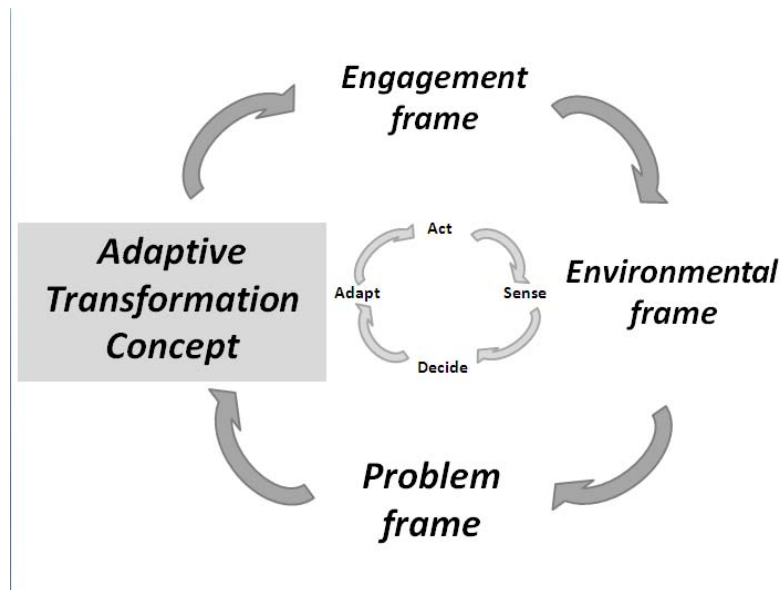 Engagement
frame
Act
Adaptive
Transformation
Concept
Adapt
Sense
Environmental
frame
Decide
Problem
frame